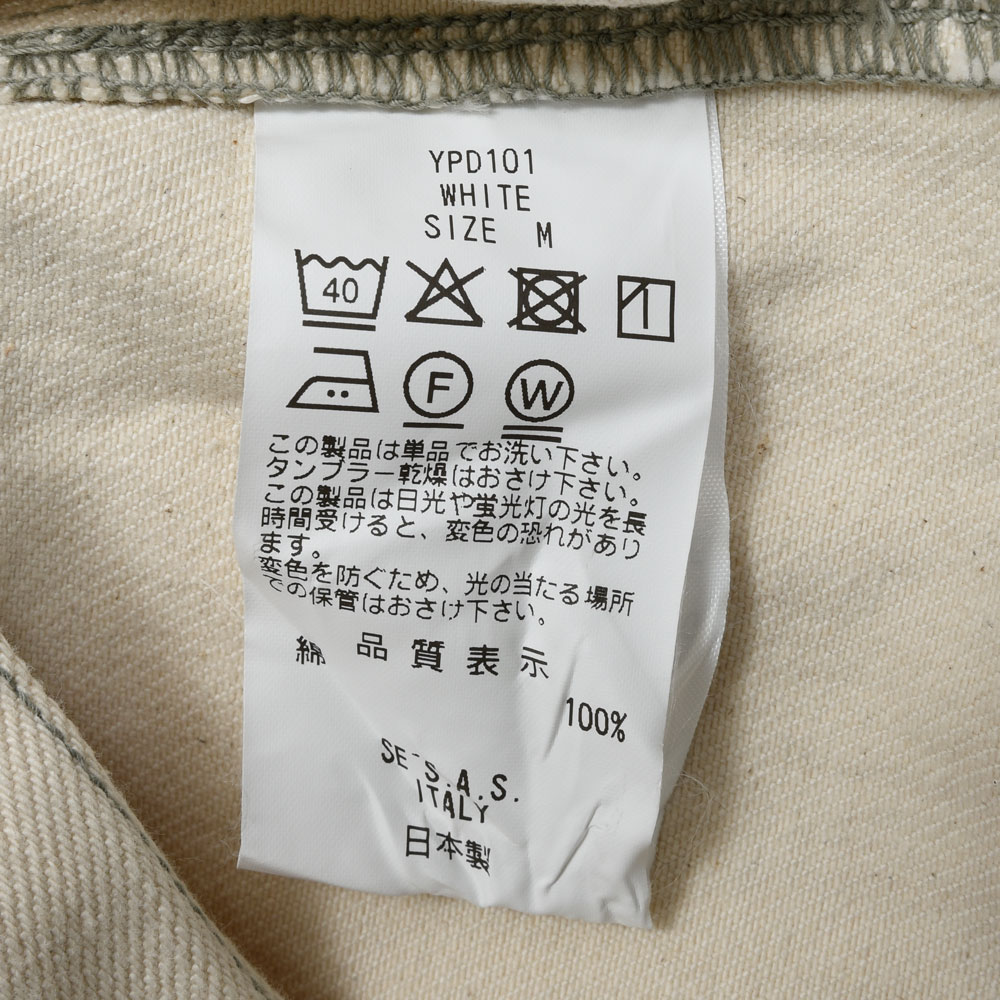 YPD101
WHITE
SIZE M
40
F
W
この製品は単品でお洗い下さい。
タンブラー乾燥はおさけ下さい。
この製品は日光や蛍光灯の光を長
時間受けると、変色の恐れがあり
ます。
変色を防ぐため、光の当たる場所
での保管はおさけ下さい。
品質表示
綿
100%
S.A.S.
ITALY
日本製